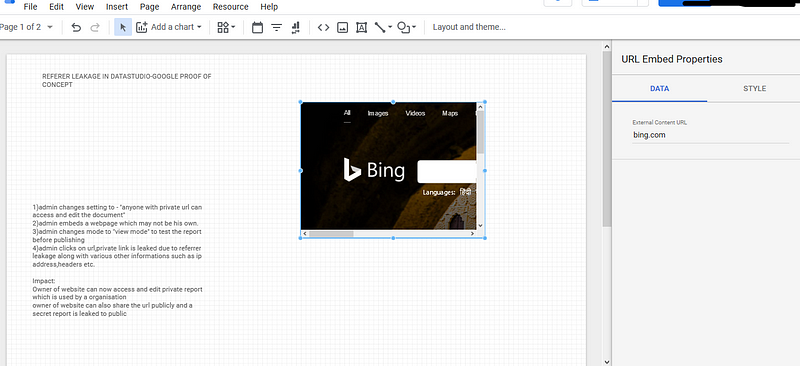 File Edit View Insert Page Arrange Resource Help
Page 1 of 2 Add a chart Layout and theme...
URL Embed Properties
DATA STYLE
External Content URL
bing.com
REFERER LEAKAGE IN DATASTUDIO-GOOGLE PROOF OF
CONCEPT
All Images Videos Maps
Bing
Languages:
1)admin changes setting to - "anyone with private url can
access and edit the document"
2)admin embeds a webpage which may not be his own.
3)admin changes mode to "view mode" to test the report
before publishing
4)admin clicks on url,private link is leaked due to referrer
leakage along with various other informations such as ip
address,headers etc.
Impact:
Owner of website can now access and edit private report
which is used by a organisation
owner of website can also share the url publicly and a
secret report is leaked to public